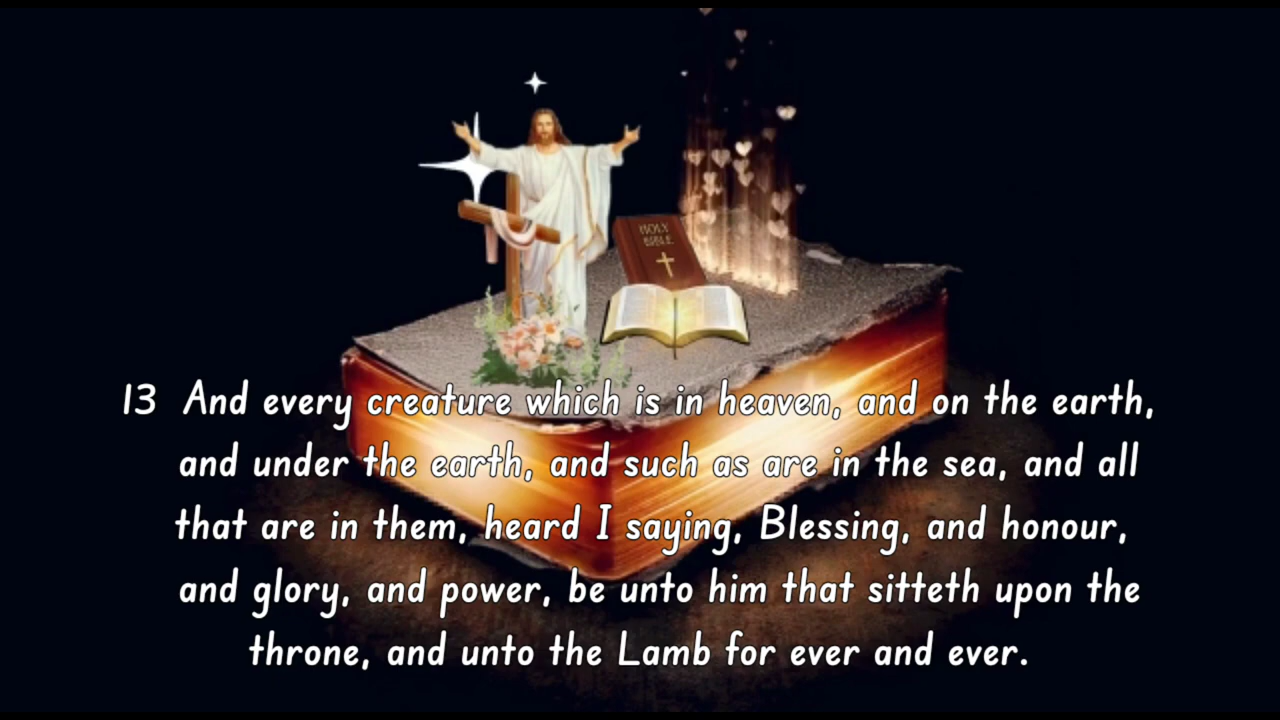 HOLY
BIBLE
13 And every creature which is in heaven, and on the earth,
and under the earth, and such as are in the sea, and all
that are in them, heard I saying, Blessing, and honour,
and glory, and power, be unto him that sitteth upon the
throne, and unto the Lamb for ever and ever.